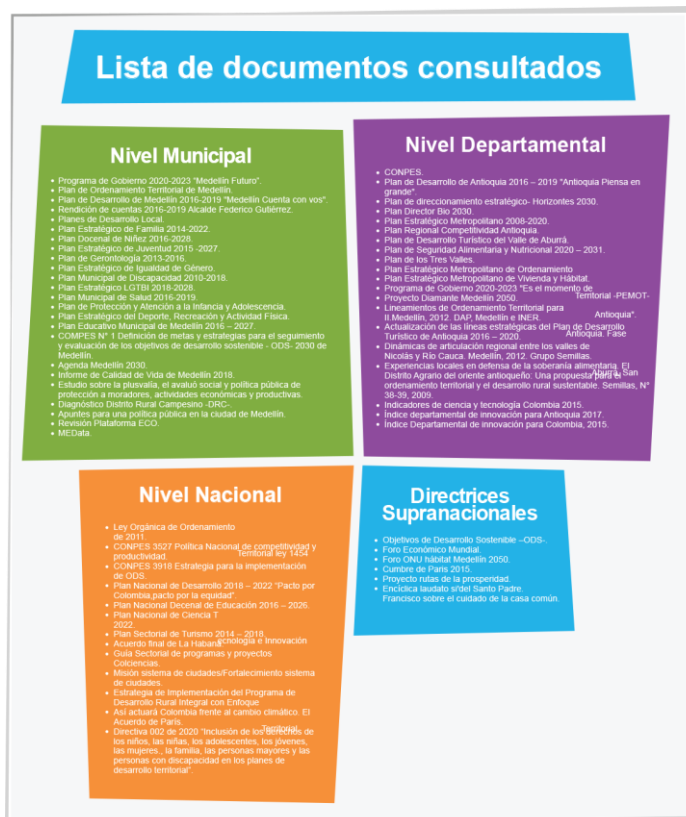 Lista de documentos consultados
Nivel Municipal
• Programa de Gobierno 2020-2023 "Medellín Futuro".
• Plan de Ordenamiento Territorial de Medellín.
• Plan de Desarrollo de Medellín 2016-2019 "Medellín Cuenta con vos".
• Rendición de cuentas 2016-2019 Alcalde Federico Gutiérrez.
• Planes de Desarrollo Local.
• Plan Estratégico de Familia 2014-2022.
• Plan Docenal de Niñez 2016-2028.
• Plan Estratégico de Juventud 2015 -2027.
• Plan de Gerontología 2013-2016.
• Plan Estratégico de Igualdad de Género.
• Plan Municipal de Discapacidad 2010-2018.
• Plan Estratégico LGTBI 2018-2028.
• Plan Municipal de Salud 2016-2019.
• Plan de Protección y Atención a la Infancia y Adolescencia.
• Plan Estratégico del Deporte, Recreación y Actividad Física.
• Plan Educativo Municipal de Medellín 2016 – 2027.
• COMPES N° 1 Definición de metas y estrategias para el seguimiento
y evaluación de los objetivos de desarrollo sostenible - ODS- 2030 de
Medellín.
• Agenda Medellín 2030.
• Informe de Calidad de Vida de Medellín 2018.
• Estudio sobre la plusvalía, el avaluó social y política pública de
protección a moradores, actividades económicas y productivas.
• Diagnóstico Distrito Rural Campesino -DRC-.
• Apuntes para una política pública en la ciudad de Medellín.
• Revisión Plataforma ECO.
• MEData.
Nivel Departamental
• CONPES.
• Plan de Desarrollo de Antioquia 2016 – 2019 "Antioquia Piensa en
grande".
• Plan de direccionamiento estratégico- Horizontes 2030.
• Plan Director Bio 2030.
• Plan Estratégico Metropolitano 2008-2020.
• Plan Regional Competitividad Antioquia.
• Plan de Desarrollo Turístico del Valle de Aburrá.
• Plan de Seguridad Alimentaria y Nutricional 2020 – 2031.
• Plan de los Tres Valles.
• Plan Estratégico Metropolitano de Ordenamiento
• Plan Estratégico Metropolitano de Vivienda y Hábitat.
• Programa de Gobierno 2020-2023 "Es el momento de
Territorial -PEMOT-
• Proyecto Diamante Medellín 2050.
• Lineamientos de Ordenamiento Territorial para
Antioquia".
II.Medellín, 2012. DAP, Medellín e INER.
• Actualización de las líneas estratégicas del Plan de Desarrollo
Antioquia. Fase
Turístico de Antioquia 2016 – 2020.
• Dinámicas de articulación regional entre los valles de
Nicolás y Río Cauca. Medellín, 2012. Grupo Semillas.
• Experiencias locales en defensa de la soberanía alimentaria. El
Aburrá, San
Distrito Agrario del oriente antioqueño: Una propuesta para el
ordenamiento territorial y el desarrollo rural sustentable. Semillas, N°
38-39, 2009.
• Indicadores de ciencia y tecnología Colombia 2015.
• Índice departamental de innovación para Antioquia 2017.
• Índice Departamental de innovación para Colombia, 2015.
Nivel Nacional
• Ley Orgánica de Ordenamiento
de 2011.
• CONPES 3527 Política Nacional de competitividad y
productividad.
Territorial ley 1454
• CONPES 3918 Estrategia para la implementación
de ODS.
• Plan Nacional de Desarrollo 2018 – 2022 "Pacto por
Colombia,pacto por la equidad"
• Plan Nacional Decenal de Educación 2016 – 2026.
• Plan Nacional de Ciencia T
2022.
• Plan Sectorial de Turismo 2014 – 2018.
• Acuerdo final de La Habana.
ecnología e Innovación
• Guía Sectorial de programas y proyectos
Colciencias.
• Misión sistema de ciudades/Fortalecimiento sistema
de ciudades.
• Estrategia de Implementación del Programa de
Desarrollo Rural Integral con Enfoque
• Así actuará Colombia frente al cambio climático. El
Acuerdo de París.
Territorial.
• Directiva 002 de 2020 "Inclusión de los derechos de
los niños, las niñas, los adolescentes, los jóvenes,
las mujeres., la familia, las personas mayores y las
personas con discapacidad en los planes de
desarrollo territorial".
Directrices
Supranacionales
• Objetivos de Desarrollo Sostenible –ODS-.
• Foro Económico Mundial.
• Foro ONU hábitat Medellín 2050.
• Cumbre de Paris 2015.
• Proyecto rutas de la prosperidad.
• Encíclica laudato si'del Santo Padre.
Francisco sobre el cuidado de la casa común.